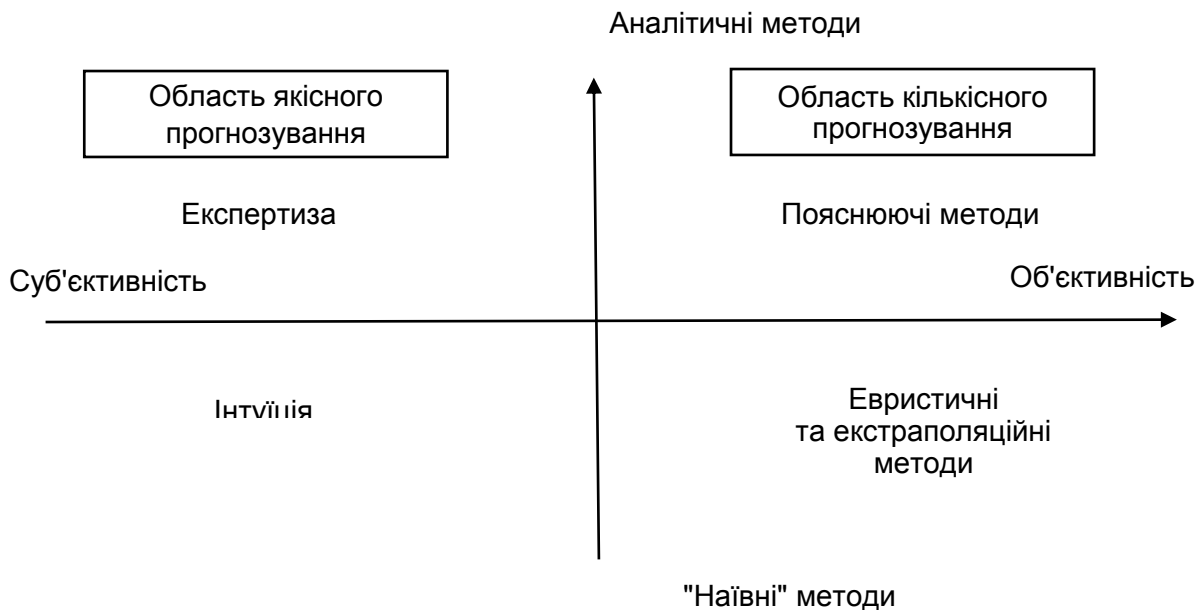 Аналітичні методи
Область якісного
прогнозування
Область кількісного
прогнозування
Експертиза
Пояснюючі методи
Суб'єктивність
Об'єктивність
Інтуїція
Евристичні
та екстраполяційні
методи
"Наївні" методи